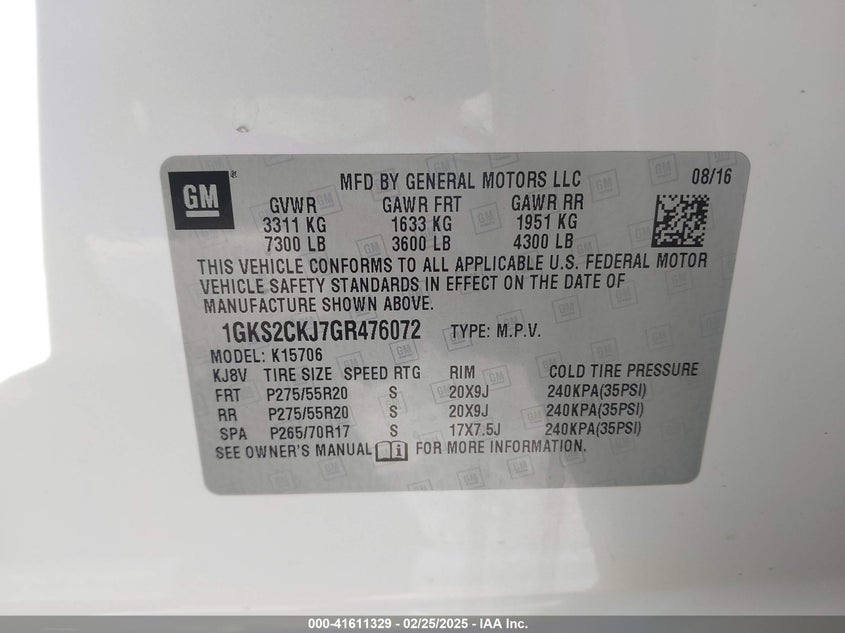 GM
MFD BY GENERAL MOTORS LLC 08/16
GVWR GAWR FRT GAWR RR
3311 KG 1633 KG 1951 KG
7300 LB 3600 LB 4300 LB
THIS VEHICLE CONFORMS TO ALL APPLICABLE U.S. FEDERAL MOTOR
VEHICLE SAFETY STANDARDS IN EFFECT ON THE DATE OF
MANUFACTURE SHOWN ABOVE.
1GKS2CKJ7GR476072 TYPE: M.P.V.
MODEL: K15706
KJ8V TIRE SIZE SPEED RTG RIM COLD TIRE PRESSURE
FRT P275/55R20 S 20X9J 240KPA(35PSI)
RR P275/55R20 S 20X9J 240KPA(35PSI)
SPA P265/70R17 S 17X7.5J 240KPA(35PSI)
SEE OWNER'S MANUAL FOR MORE INFORMATION.
000-41611329 - 02/25/2025 - IAA Inc.